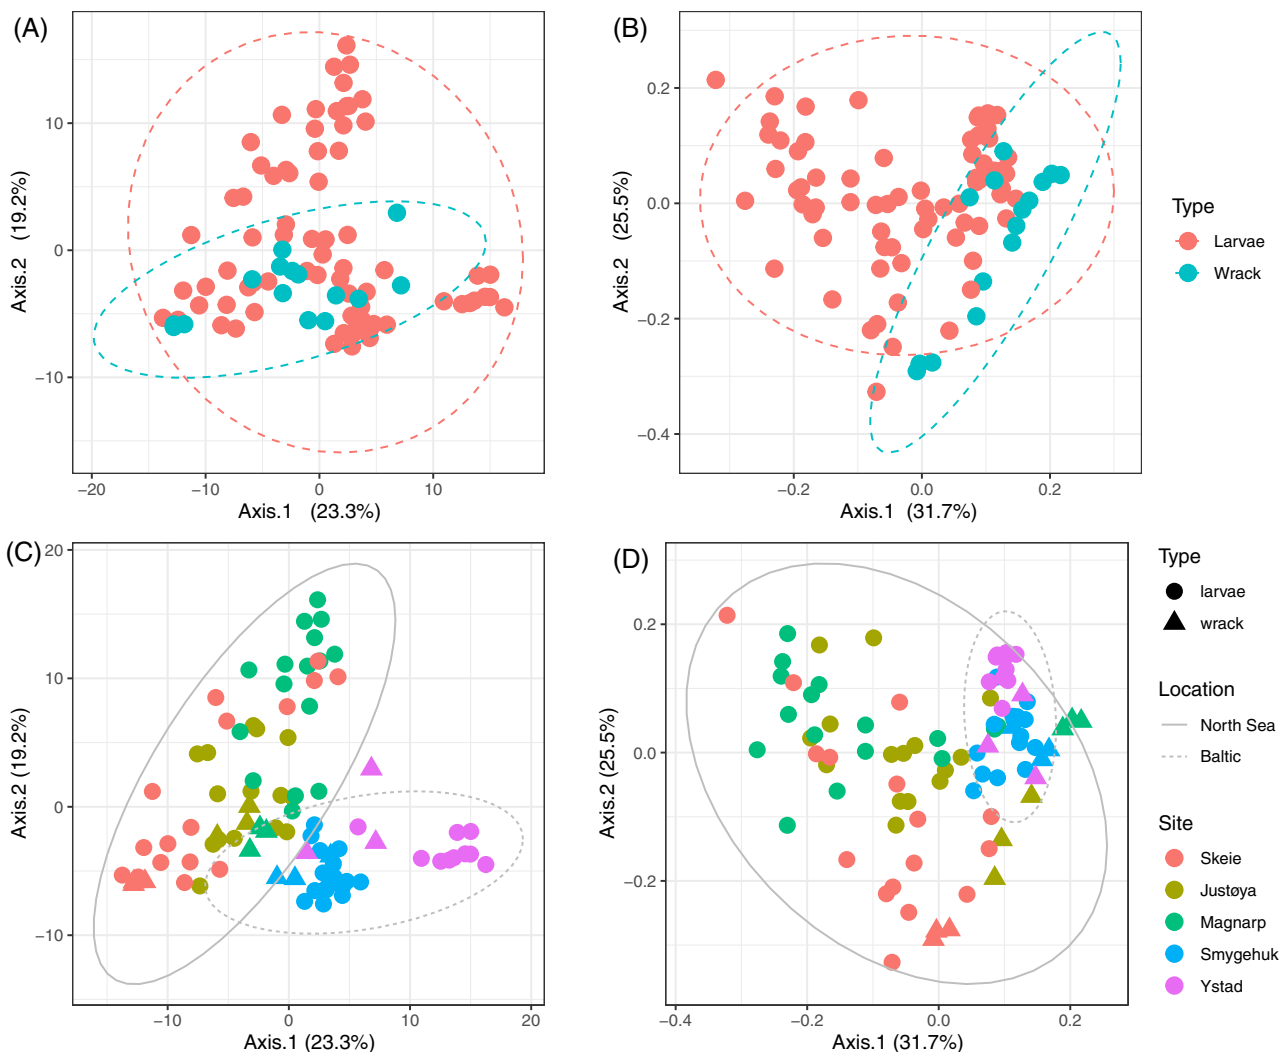 (A)
10
0
−10
−20
−10
0
10
Axis.2 (19.2%)
Axis.1 (23.3%)
(B)
0.2
0.0
−0.2
−0.4
−0.2
0.0
0.2
Axis.2 (25.5%)
Axis.1 (31.7%)
Type
Larvae
Wrack
(C)
20
10
0
−10
−10
0
10
20
Axis.2 (19.2%)
Axis.1 (23.3%)
(D)
0.2
0.0
−0.2
−0.4
−0.2
0.0
0.2
Axis.2 (25.5%)
Axis.1 (31.7%)
Type
larvae
wrack
Location
North Sea
Baltic
Site
Skeie
Justøya
Magnarp
Smygehuk
Ystad